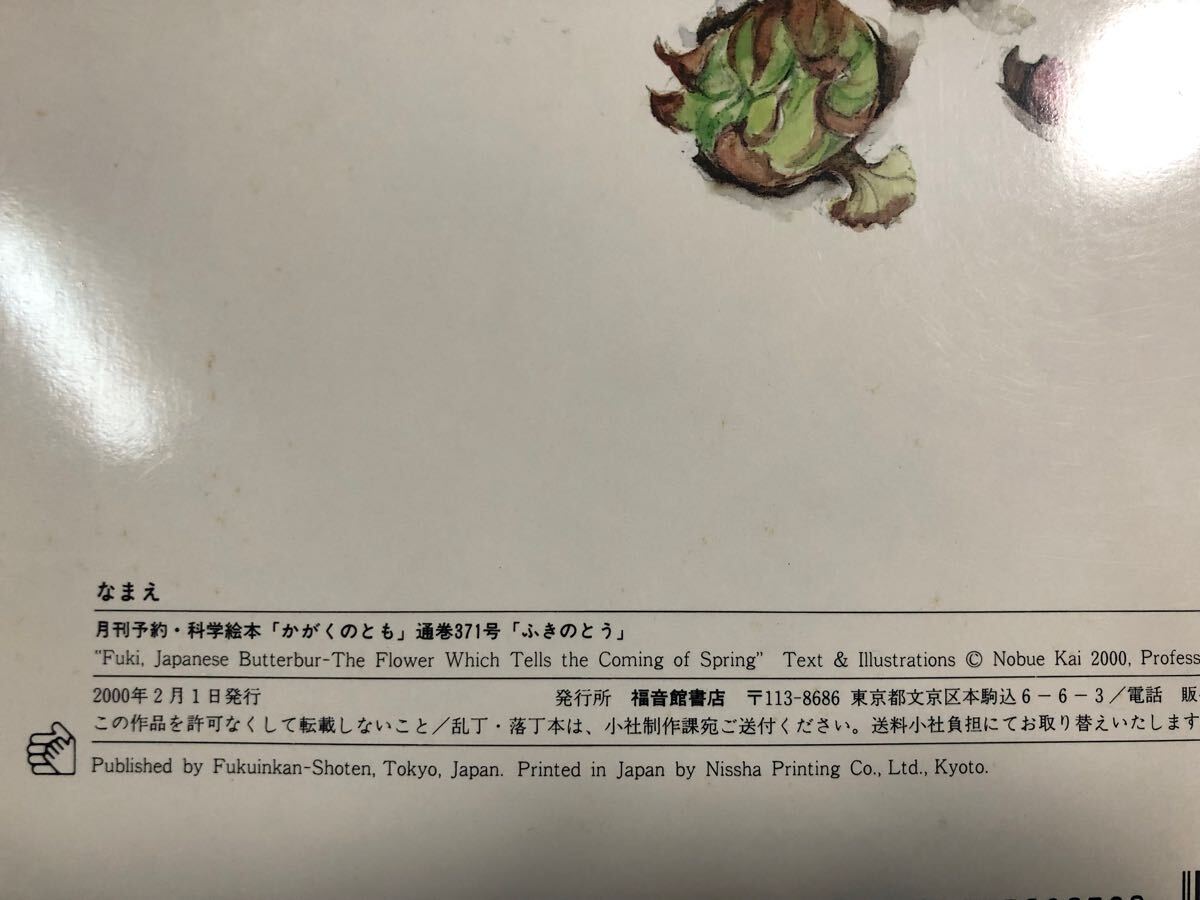 なまえ
月刊予約・科学絵本「かがくのとも」通巻371号「ふきのとう」
"Fuki, Japanese Butterbur-The Flower Which Tells the Coming of Spring" Text & Illustrations © Nobue Kai 2000, Profess
2000年2月1日発行 発行所 福音館書店 〒113-8686 東京都文京区本駒込6-6-3/電話 販
この作品を許可なくして転載しないこと/乱丁・落丁本は、小社制作課宛ご送付ください。送料小社負担にてお取り替えいたします
Published by Fukuinkan-Shoten, Tokyo, Japan. Printed in Japan by Nissha Printing Co., Ltd., Kyoto.